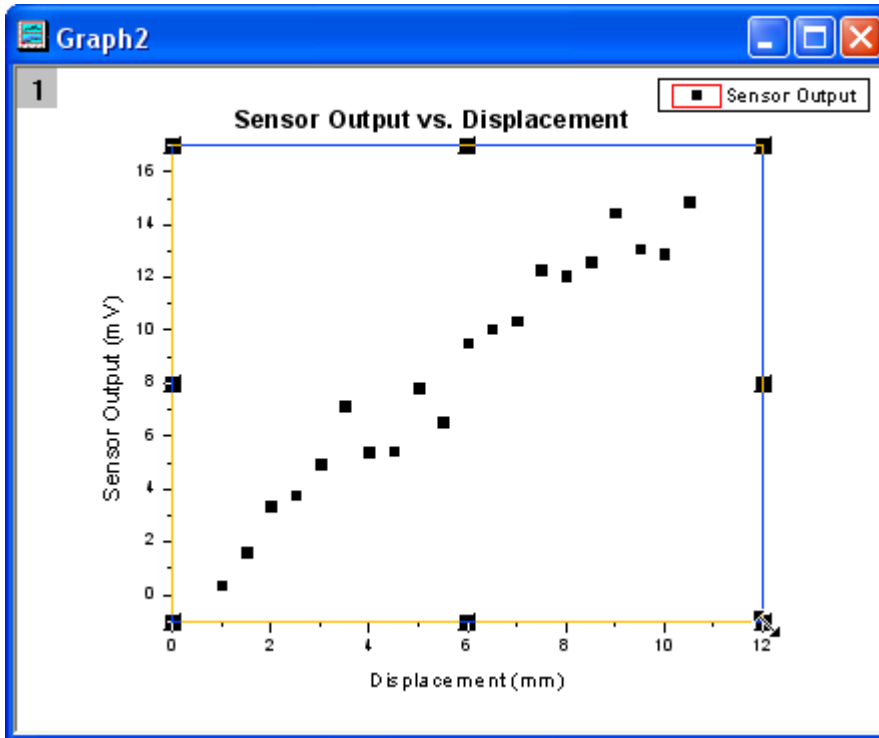 Graph2
1
Sensor Output
Sensor Output vs. Displacement
16
14
12
10
8
6
4
2
0
Sensor Output (mV)
0 2 4 6 8 10 12
Displacement (mm)